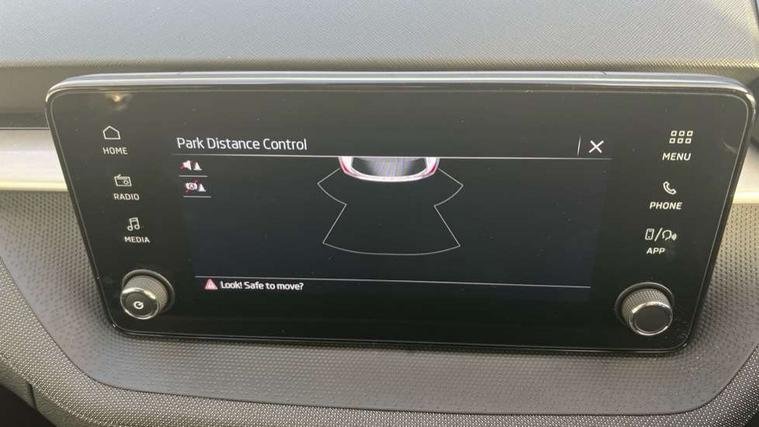 Park Distance Control
HOME
RADIO
MEDIA
MENU
PHONE
APP
Look! Safe to move?